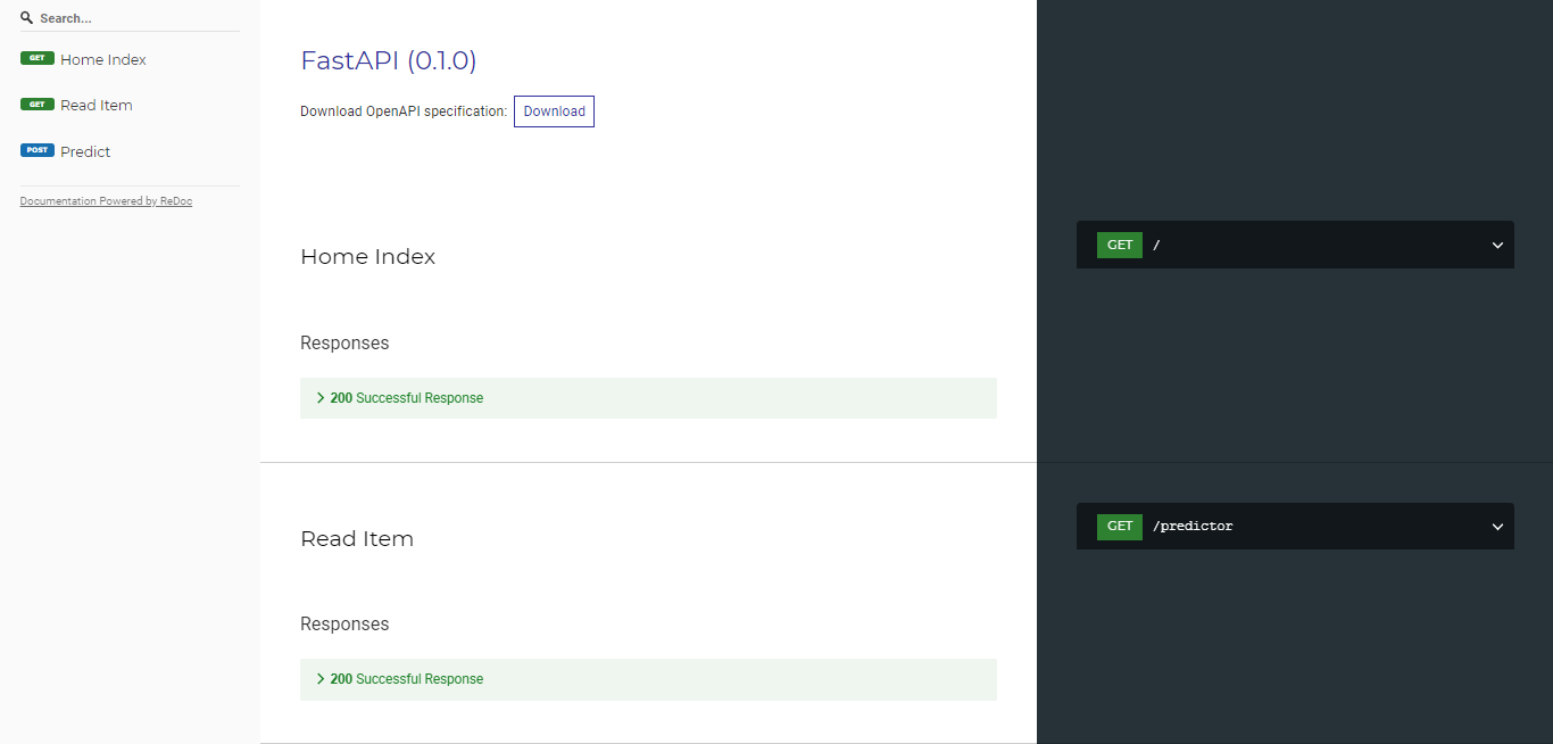 Search...
GET Home Index
GET Read Item
POST Predict
Documentation Powered by ReDoc
FastAPI (0.1.0)
Download OpenAPI specification: Download
Home Index
Responses
200 Successful Response
GET /
Read Item
Responses
200 Successful Response
GET /predictor